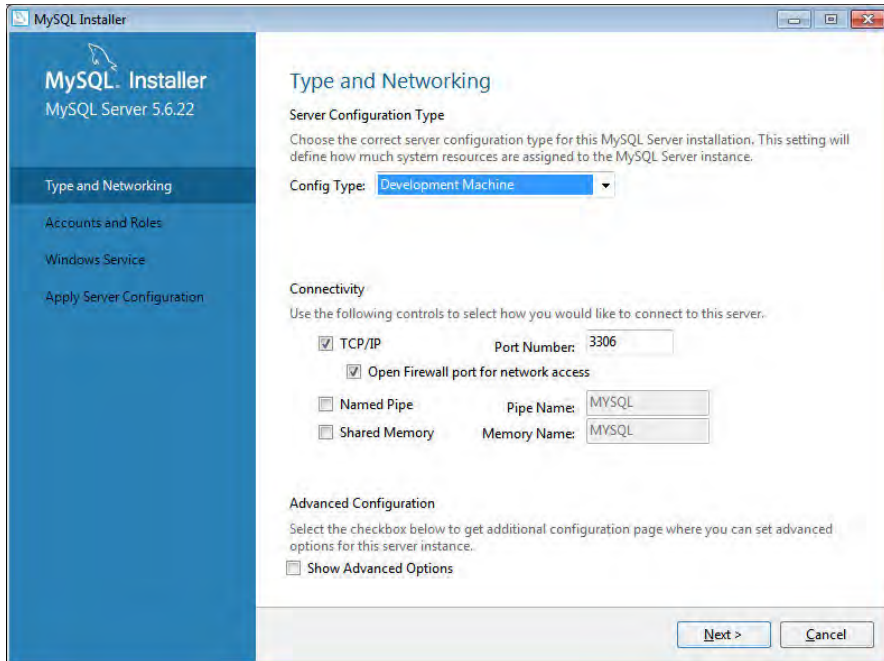 MySQL Installer
MySQL. Installer
MySQL Server 5.6.22
Type and Networking
Accounts and Roles
Windows Service
Apply Server Configuration
Type and Networking
Server Configuration Type
Choose the correct server configuration type for this MySQL Server installation. This setting will
define how much system resources are assigned to the MySQL Server instance.
Config Type: Development Machine
Connectivity
Use the following controls to select how you would like to connect to this server.
TCP/IP Port Number: 3306
Open Firewall port for network access
Named Pipe Pipe Name: MYSQL
Shared Memory Memory Name: MYSQL
Advanced Configuration
Select the checkbox below to get additional configuration page where you can set advanced
options for this server instance.
Show Advanced Options
Next > Cancel